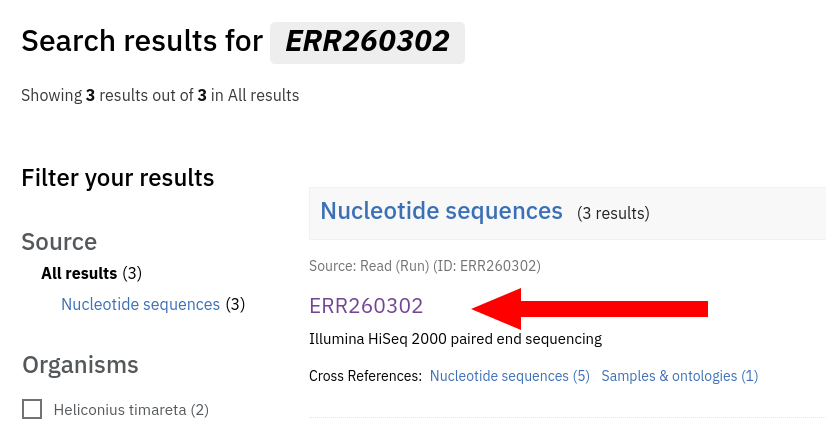 Search results for ERR260302
Showing 3 results out of 3 in All results
Filter your results
Source
All results (3)
Nucleotide sequences (3)
Organisms
Heliconius timareta (2)
Nucleotide sequences (3 results)
Source: Read (Run) (ID: ERR260302)
ERR260302
Illumina HiSeq 2000 paired end sequencing
Cross References: Nucleotide sequences (5) Samples & ontologies (1)